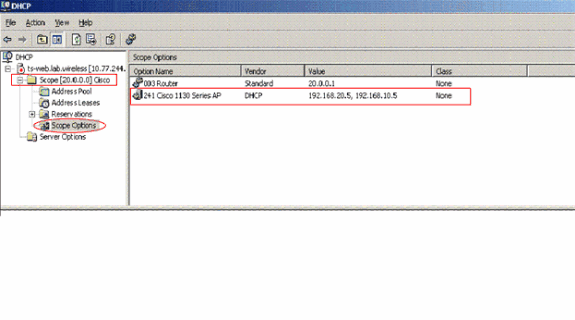 DHCP
File Action View Help
DHCP
ts-web.lab.wireless [10.77.244.
Scope [20.0.0.0] Cisco
Address Pool
Address Leases
Reservations
Scope Options
Server Options
Scope Options
Option Name Vendor Value Class
003 Router Standard 20.0.0.1 None
241 Cisco 1130 Series AP DHCP 192.168.20.5, 192.168.10.5 None